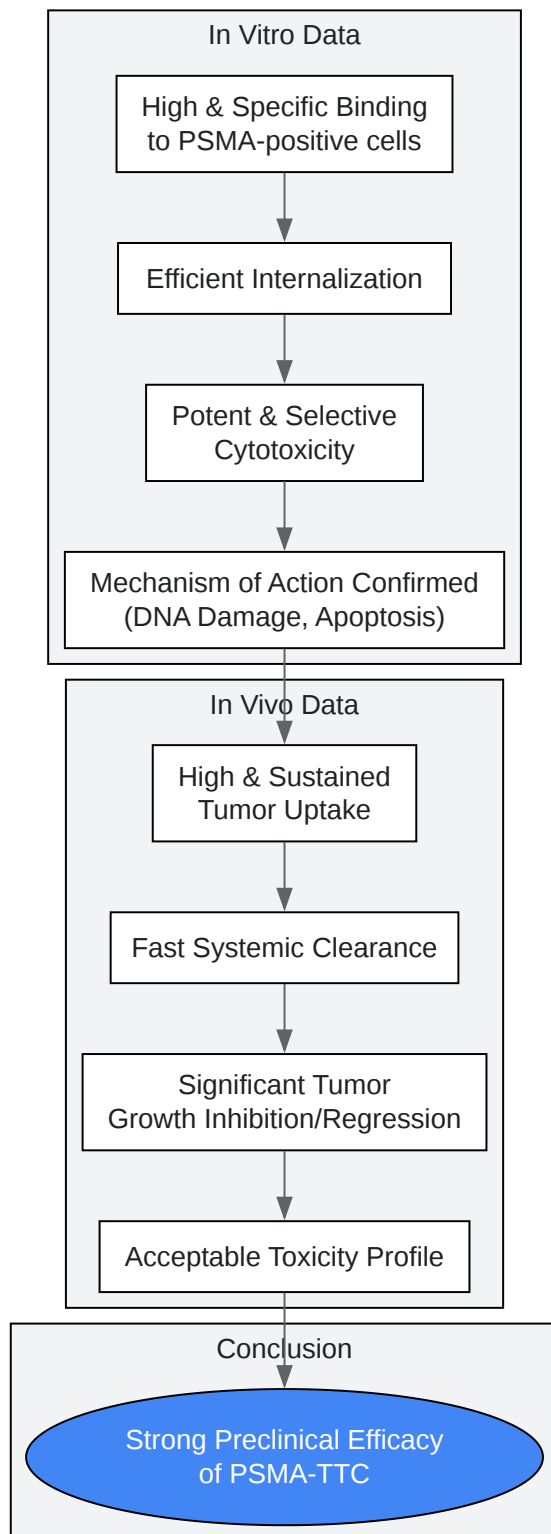 In Vitro Data
High & Specific Binding
to PSMA-positive cells
Efficient Internalization
Potent & Selective
Cytotoxicity
Mechanism of Action Confirmed
(DNA Damage, Apoptosis)
In Vivo Data
High & Sustained
Tumor Uptake
Fast Systemic Clearance
Significant Tumor
Growth Inhibition/Regression
Acceptable Toxicity Profile
Conclusion
Strong Preclinical Efficacy
of PSMA-TTC